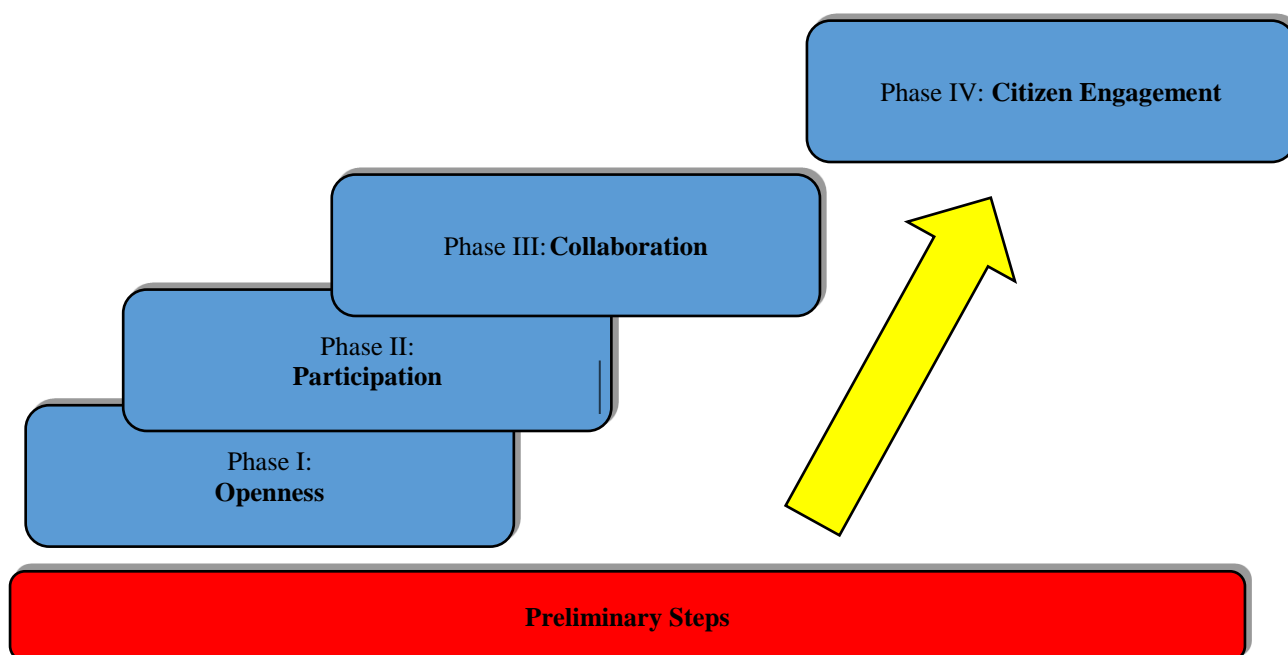 Phase IV: Citizen Engagement
Phase III: Collaboration
Phase II:
Participation
Phase I:
Openness
Preliminary Steps